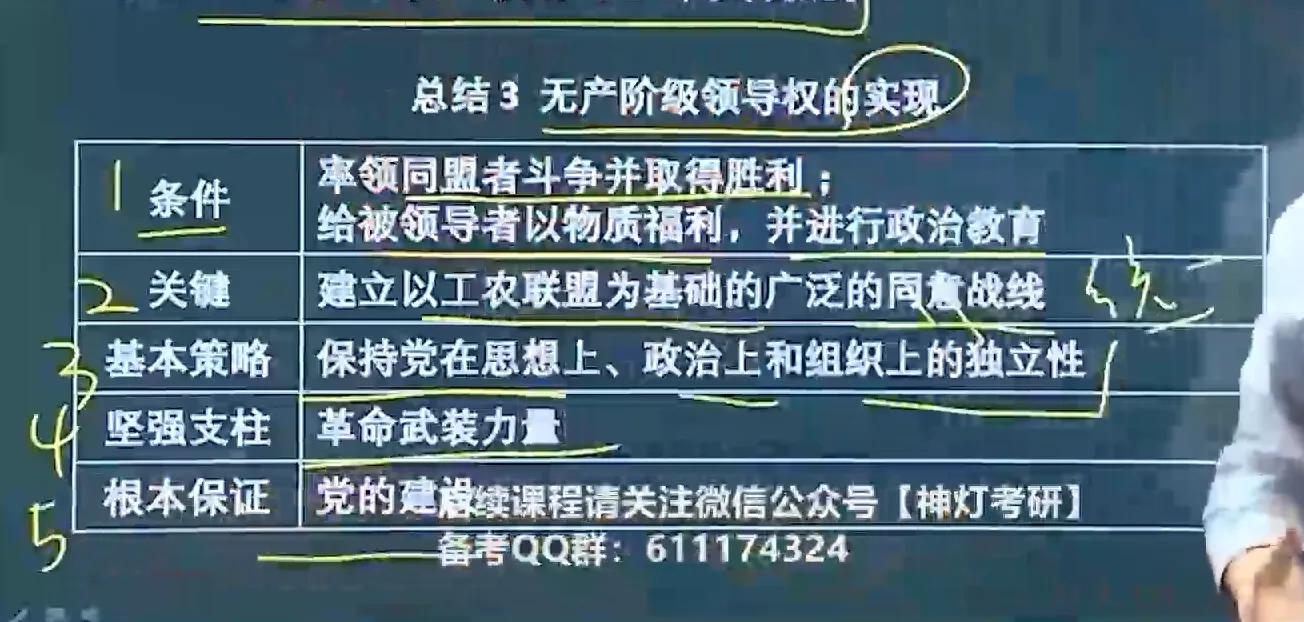 总结3 无产阶级领导权的实现
1 条件
率领同盟者斗争并取得胜利；
给被领导者以物质福利，并进行政治教育
2 关键
建立以工农联盟为基础的广泛的同意战线
统一
3 基本策略
保持党在思想上、政治上和组织上的独立性
4 坚强支柱
革命武装力量
5 根本保证
党的建设
后续课程请关注微信公众号【神灯考研】
备考QQ群：611174324